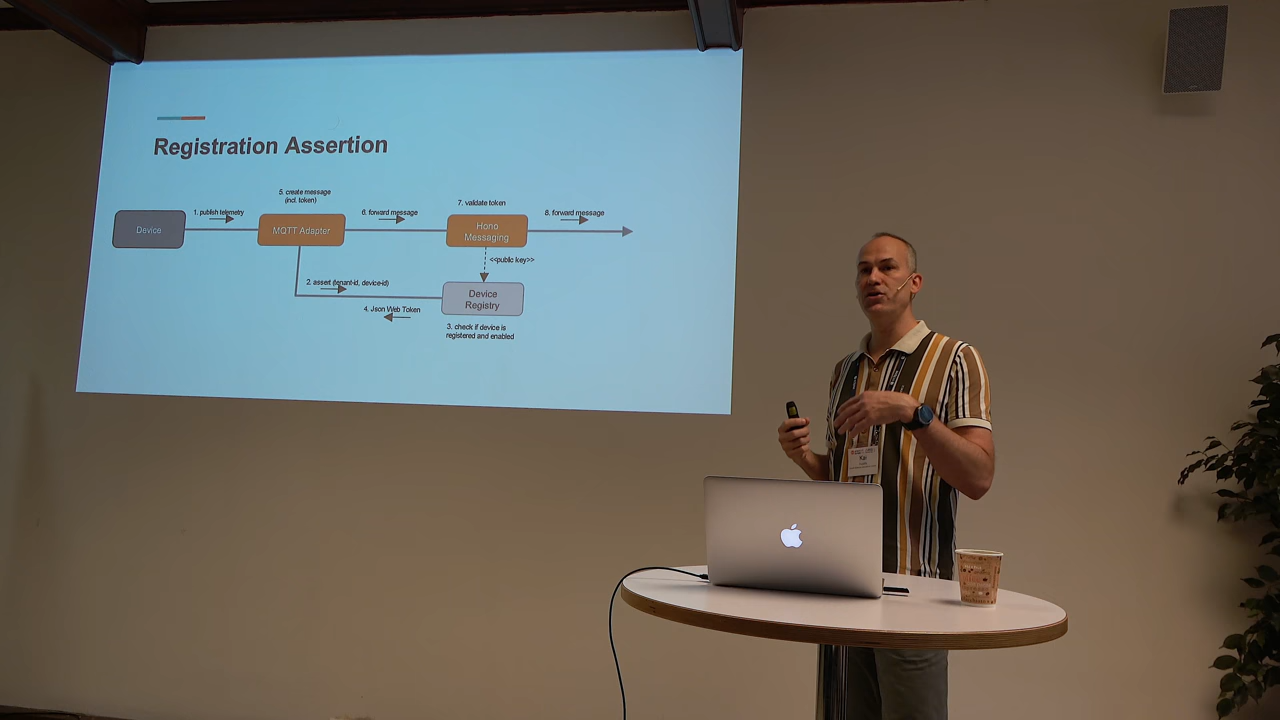 Registration Assertion
5. create message
(incl. token)
7. validate token
1. publish telemetry
6. forward message
8. forward message
Device
MQTT Adapter
Hono
Messaging
<<public key>>
2. assert (tenant-id, device-id)
Device
Registry
4. Json Web Token
3. check if device is
registered and enabled